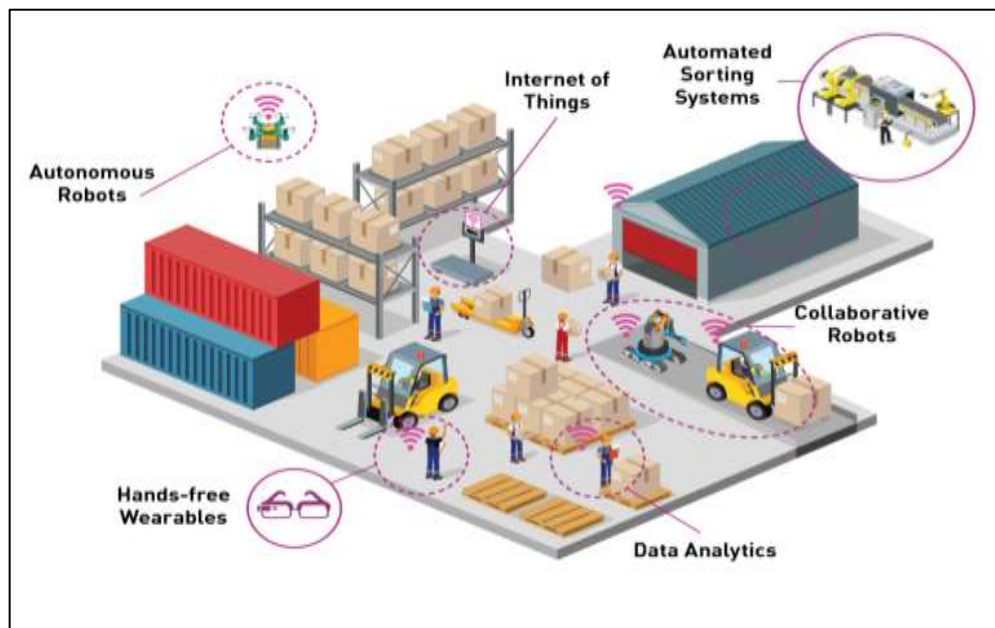 Automated
Sorting
Systems
Internet of
Things
Autonomous
Robots
Collaborative
Robots
Hands-free
Wearables
Data Analytics